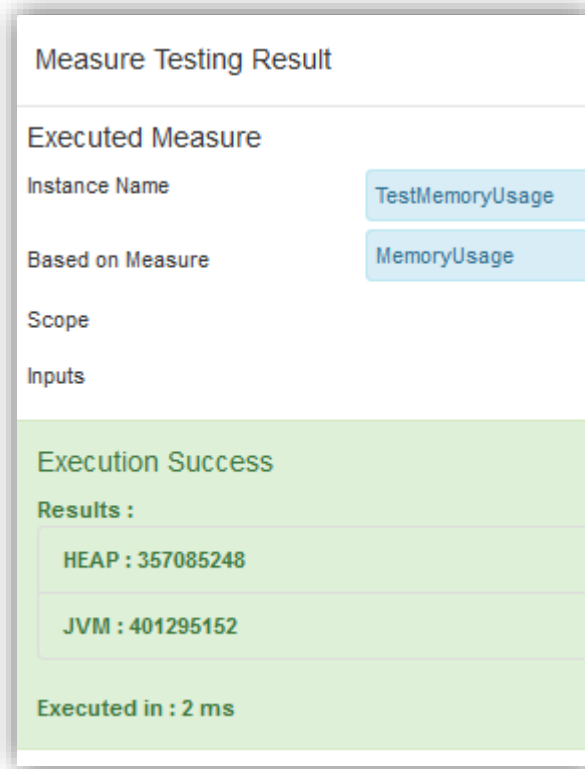 Measure Testing Result
Executed Measure
Instance Name TestMemoryUsage
Based on Measure MemoryUsage
Scope
Inputs
Execution Success
Results :
HEAP : 357085248
JVM : 401295152
Executed in : 2 ms